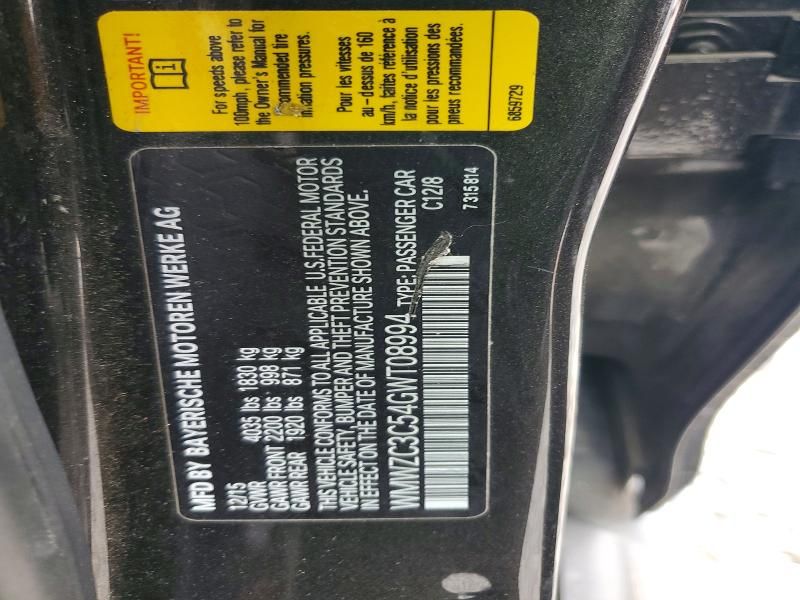 IMPORTANT!
For speeds above
100mph, please refer to
the Owner's Manual for
tire
pressures.
Pour les vitesses
au-dessus de 160
km/h, faites référence à
la notice d'utilisation
pour les pressions des
pneus recommandées.
6859729
MFD BY BAYERISCHE MOTOREN WERKE AG
12/15
GVWR 4035 lbs 1830 kg
GAWR FRONT 2200 lbs 998 kg
GAWR REAR 1920 lbs 871 kg
THIS VEHICLE CONFORMS TO ALL APPLICABLE U.S. FEDERAL MOTOR
VEHICLE SAFETY, BUMPER AND THEFT PREVENTION STANDARDS
IN EFFECT ON THE DATE OF MANUFACTURE SHOWN ABOVE.
WMWZC3C54GWT08994 TYPE: PASSENGER CAR
C12/8
7315814